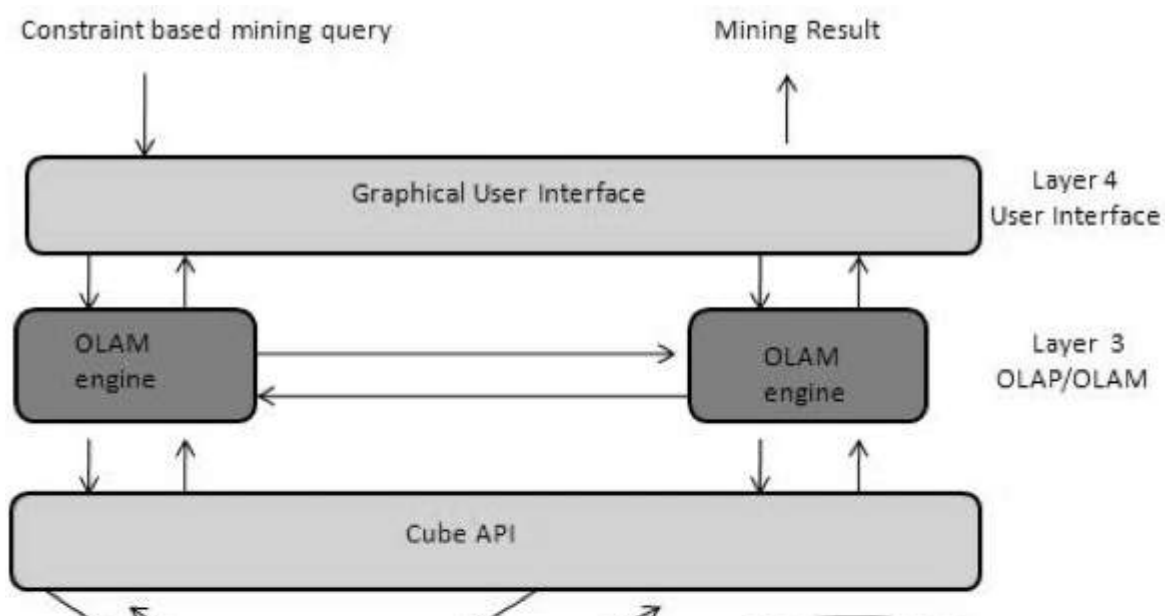 Constraint based mining query
Mining Result
Graphical User Interface
Layer 4
User Interface
OLAM
engine
OLAM
engine
Layer 3
OLAP/OLAM
Cube API